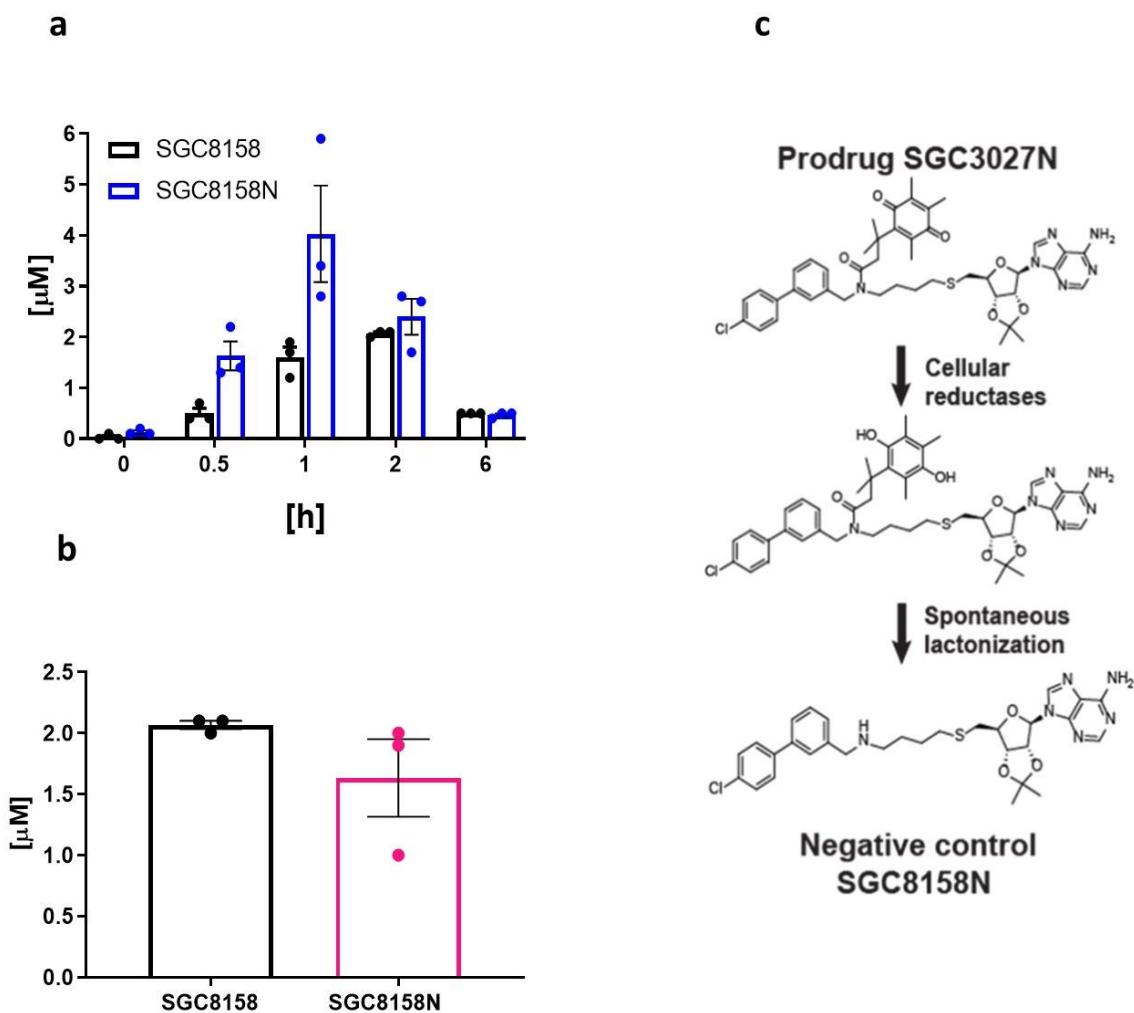 a
6
5
4
3
2
1
0
[μM]
SGC8158
SGC8158N
0 0.5 1 2 6
[h]
b
2.5
2.0
1.5
1.0
0.5
0.0
[μM]
SGC8158 SGC8158N
c
Prodrug SGC3027N
O
O
O
N
Cl
S
O
N
N
NH₂
N
N
O
O
Cellular
reductases
HO
OH
O
N
Cl
S
O
N
N
NH₂
N
N
O
O
Spontaneous
lactonization
H
N
Cl
S
O
N
N
NH₂
N
N
O
O
Negative control
SGC8158N